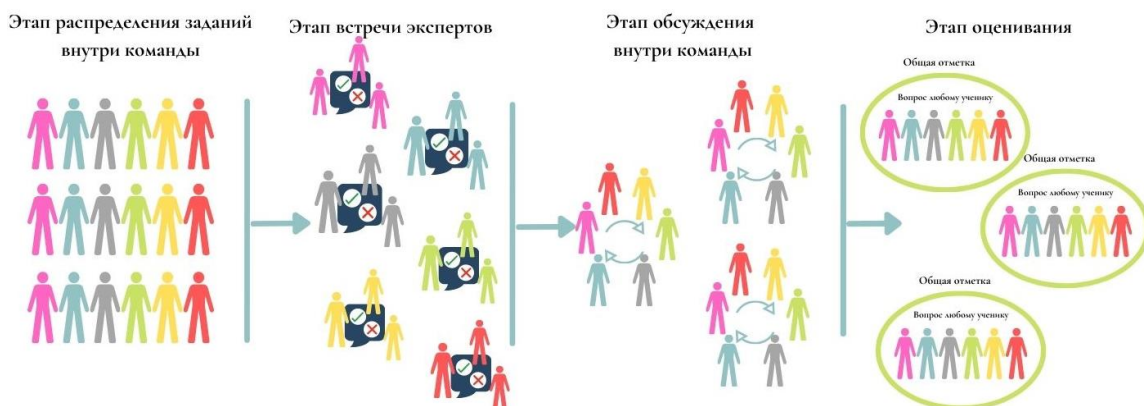 Этап распределения заданий
внутри команды
Этап встречи экспертов
Этап обсуждения
внутри команды
Этап оценивания
Общая отметка
Вопрос любому ученику
Общая отметка
Вопрос любому ученику
Общая отметка
Вопрос любому ученику